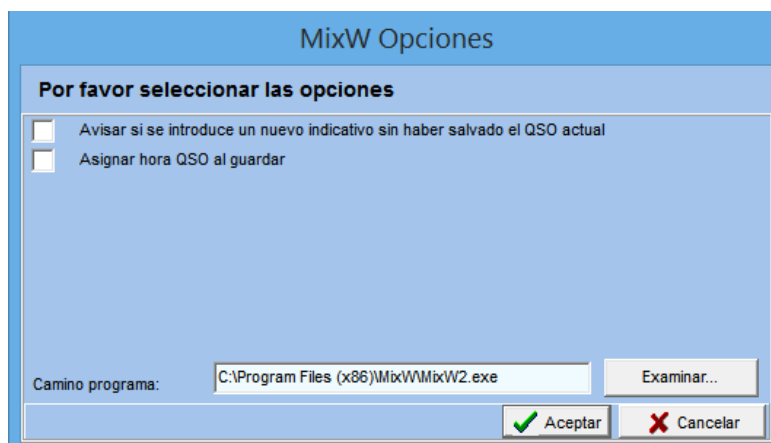 MixW Opciones
Por favor seleccionar las opciones
Avisar si se introduce un nuevo indicativo sin haber salvado el QSO actual
Asignar hora QSO al guardar
Camino programa:
C:\Program Files (x86)\MixW\MixW2.exe
Examinar...
Aceptar
Cancelar